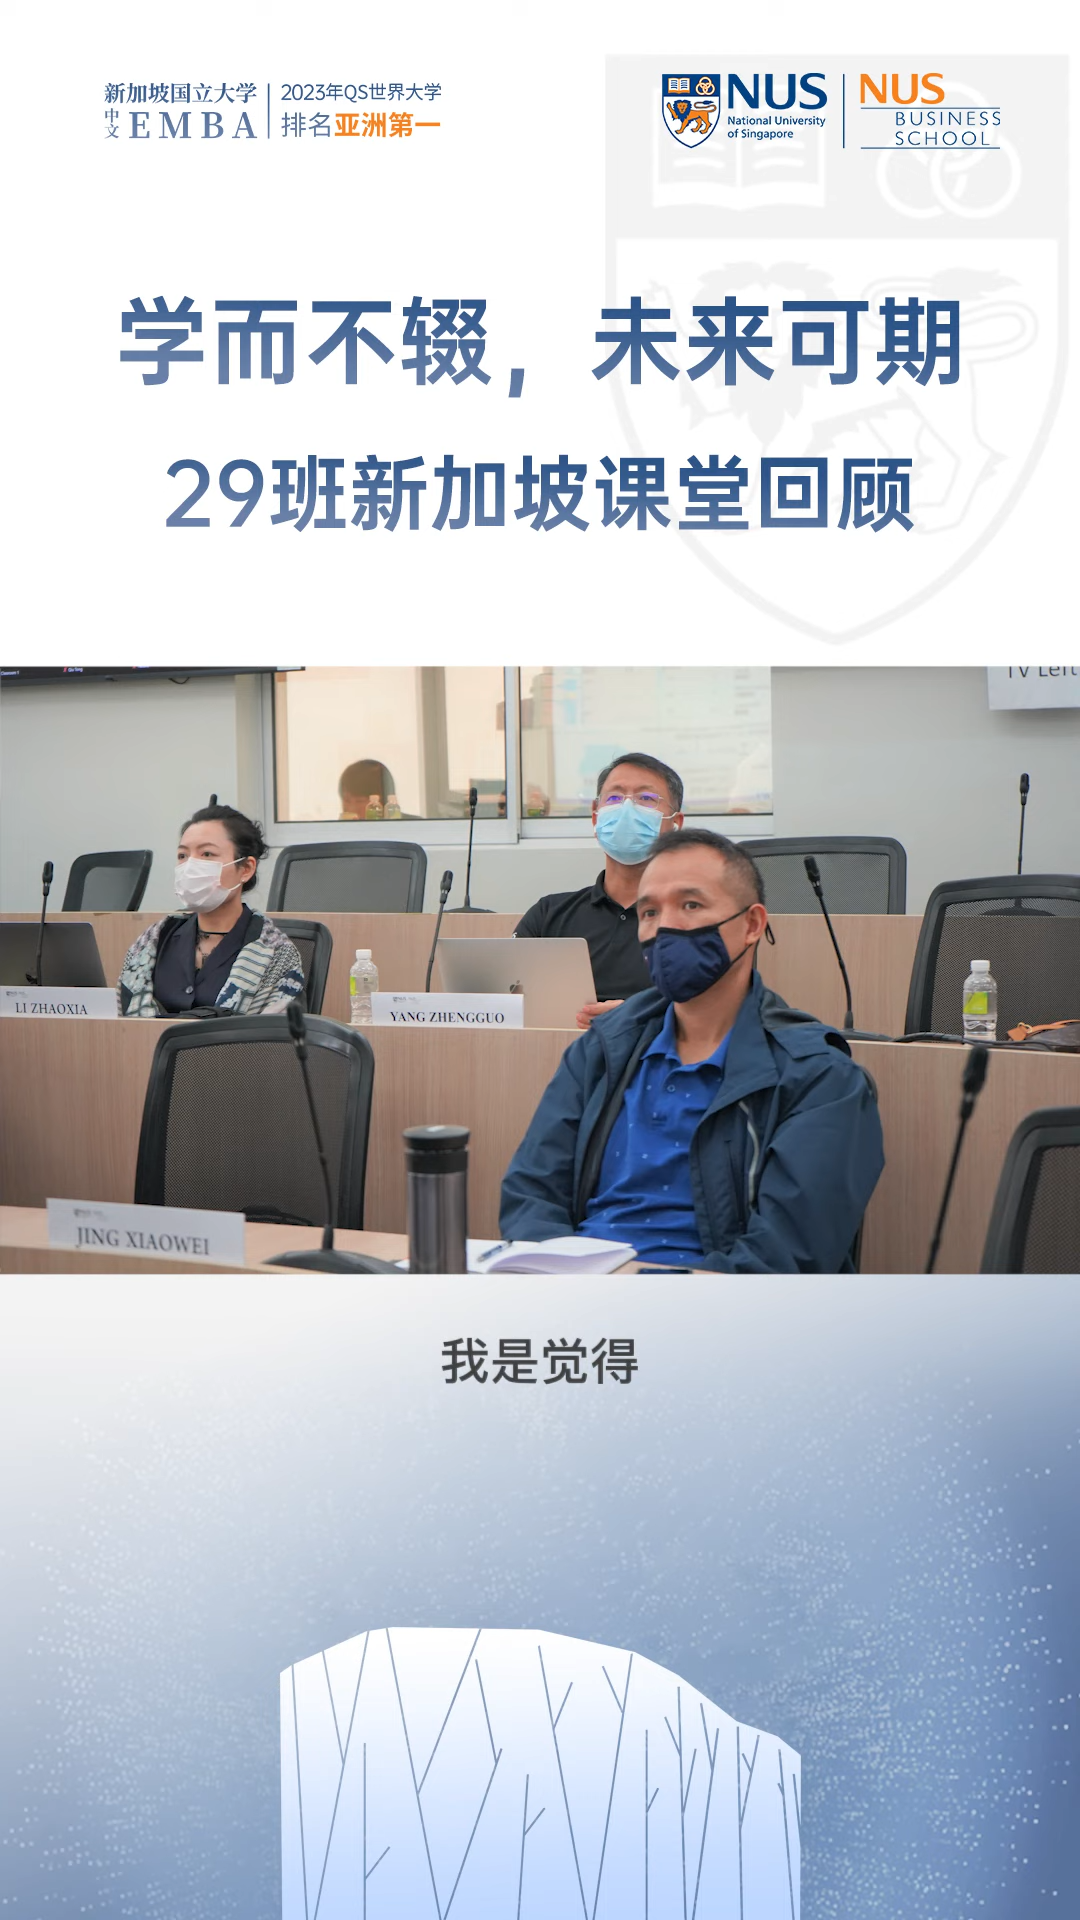 新加坡国立大学
中文 EMBA
2023年QS世界大学
排名亚洲第一
NUS
National University
of Singapore
NUS
BUSINESS
SCHOOL
学而不辍，未来可期
29班新加坡课堂回顾
TV Left
LI ZHAOXIA
YANG ZHENGGUO
JING XIAOWEI
我是觉得